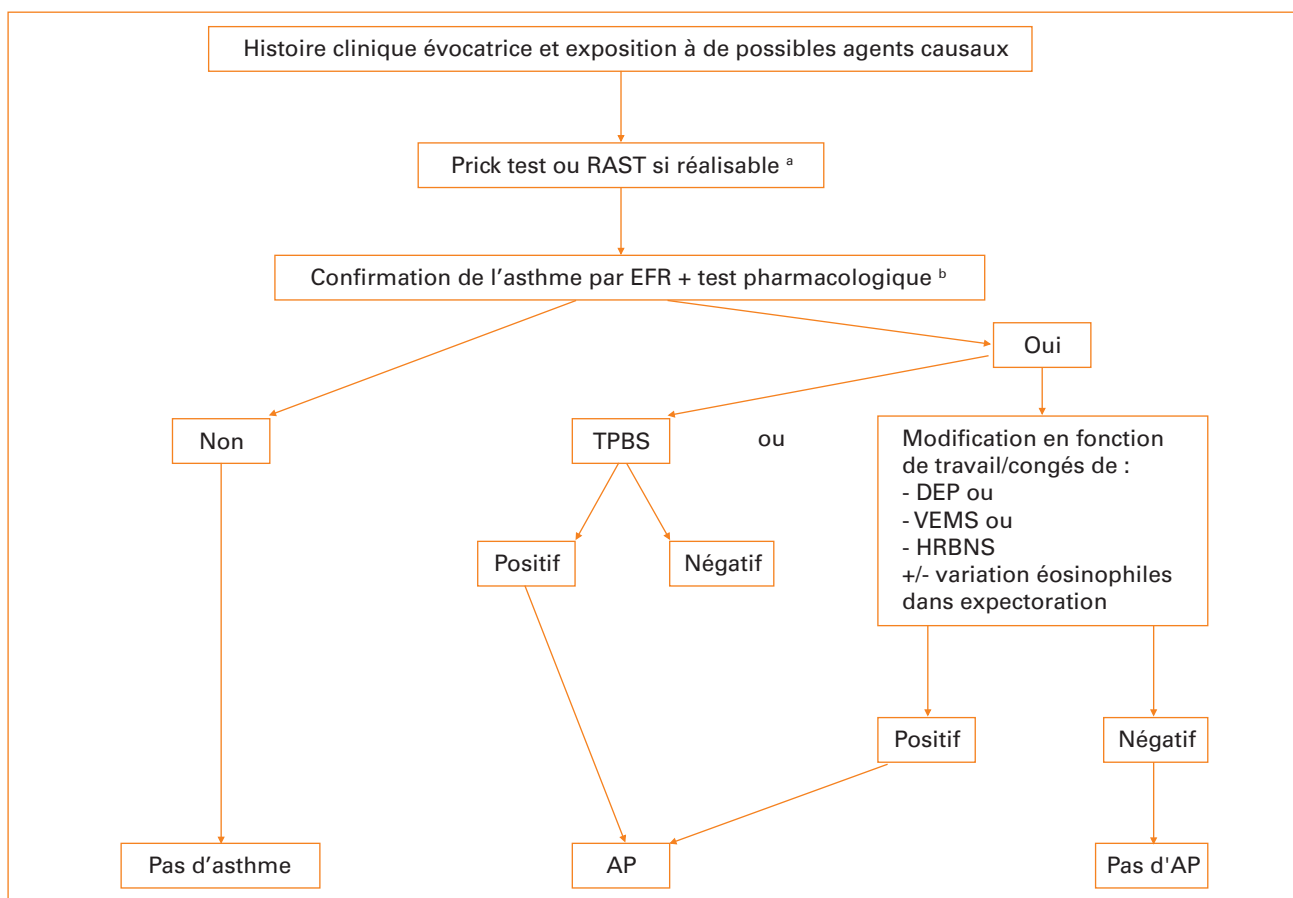 Histoire clinique évocatrice et exposition à de possibles agents causaux
Prick test ou RAST si réalisable ᵃ
Confirmation de l’asthme par EFR + test pharmacologique ᵇ
Oui
Non
TPBS
ou
Modification en fonction
de travail/congés de :
- DEP ou
- VEMS ou
- HRBNS
+/- variation éosinophiles
dans expectoration
Positif
Négatif
Positif
Négatif
Pas d’asthme
AP
Pas d'AP